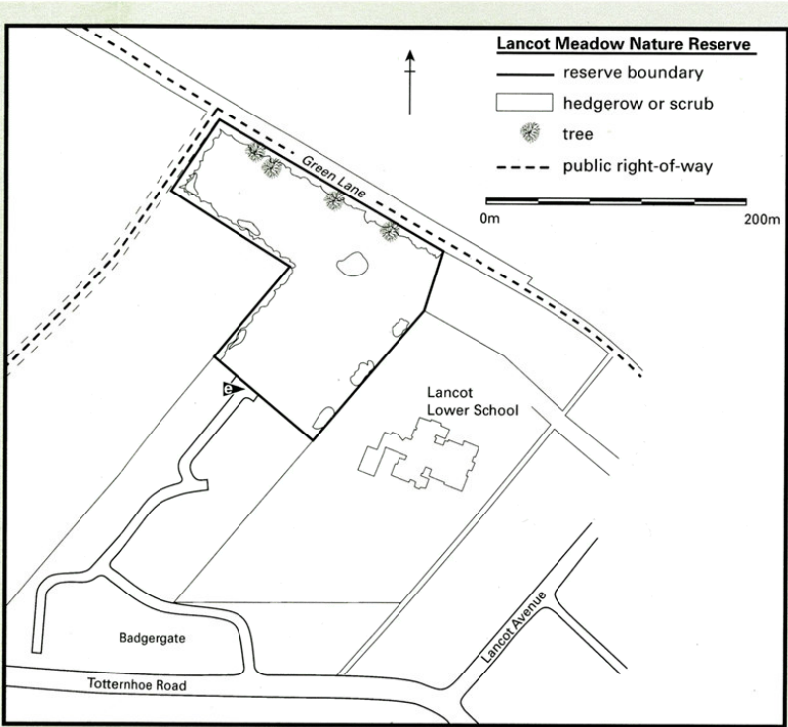 Lancot Meadow Nature Reserve
reserve boundary
hedgerow or scrub
tree
public right-of-way
0m
200m
Green Lane
e
Lancot
Lower School
Lancot Avenue
Badgergate
Totternhoe Road